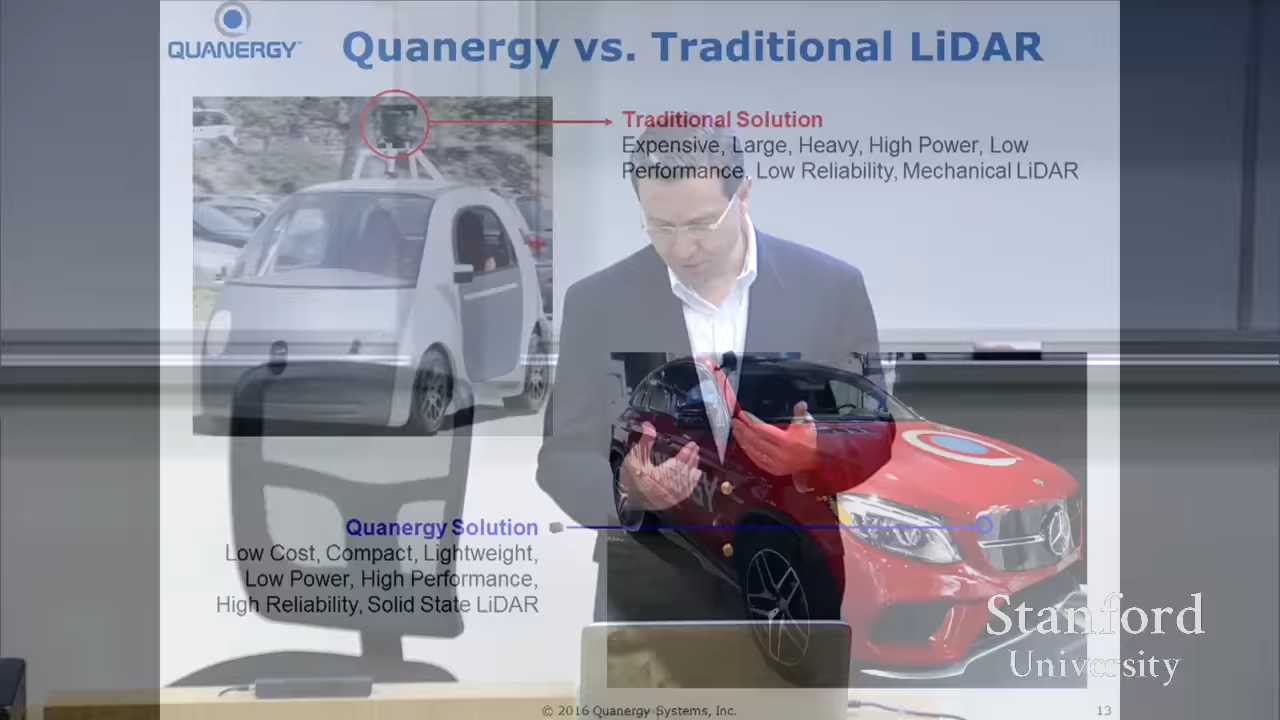 QUANERGY
Quanergy vs. Traditional LiDAR
Traditional Solution
Expensive, Large, Heavy, High Power, Low
Performance, Low Reliability, Mechanical LiDAR
Quanergy Solution
Low Cost, Compact, Lightweight,
Low Power, High Performance,
High Reliability, Solid State LiDAR
Stanford
University
© 2016 Quanergy Systems, Inc.
13